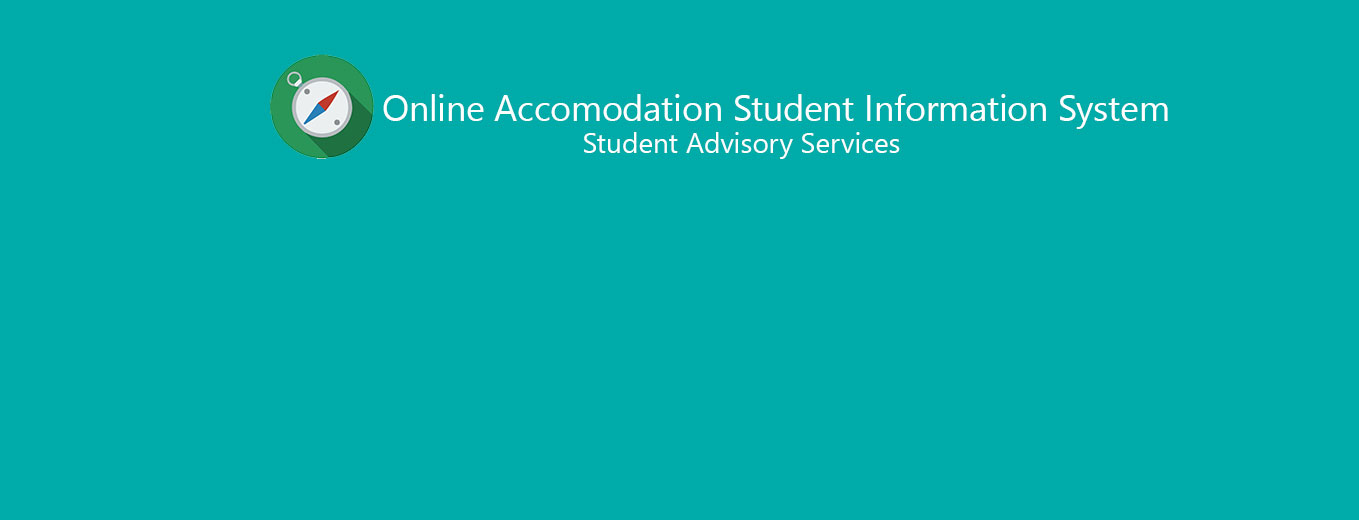 Online Accomodation Student Information System
Student Advisory Services